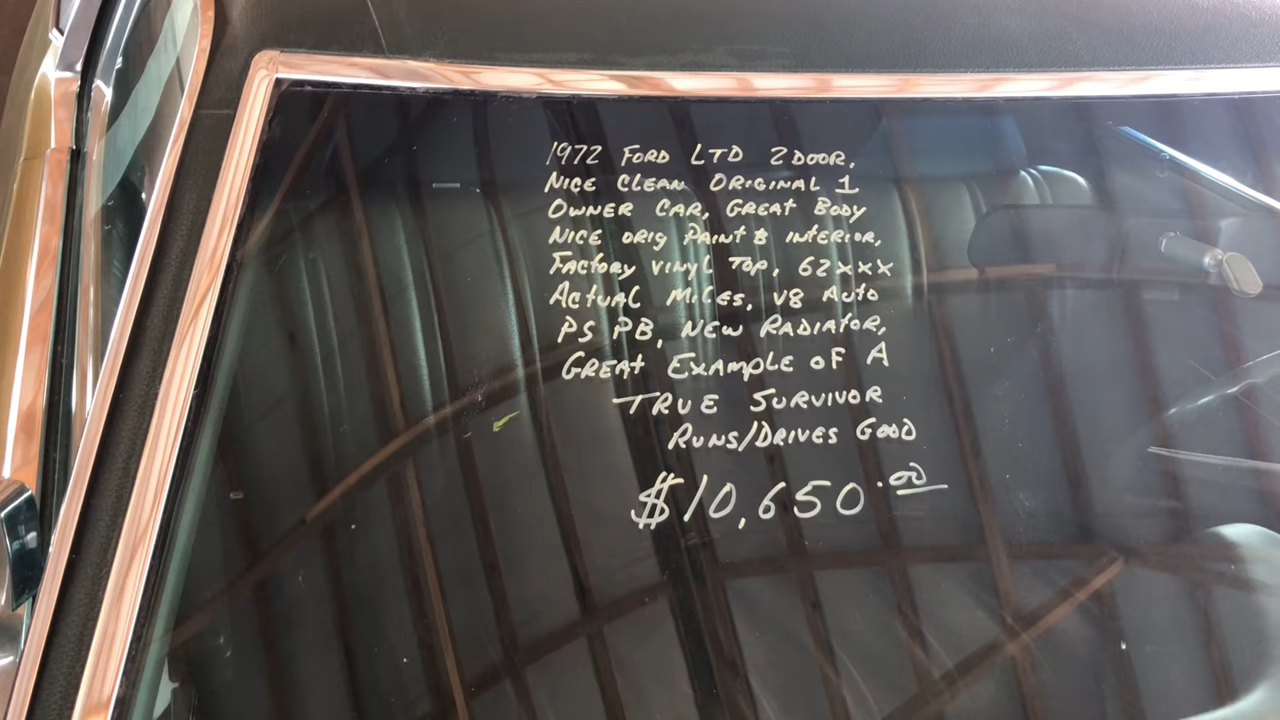 1972 FORD LTD 2DOOR.
NICE CLEAN ORIGINAL 1
OWNER CAR, GREAT BODY
NICE ORIG PAINT & INTERIOR,
FACTORY VINYL TOP, 62xxx
ACTUAL MILES, V8 AUTO
PS PB, NEW RADIATOR,
GREAT EXAMPLE OF A
TRUE SURVIVOR
RUNS/DRIVES GOOD
$10,650.00